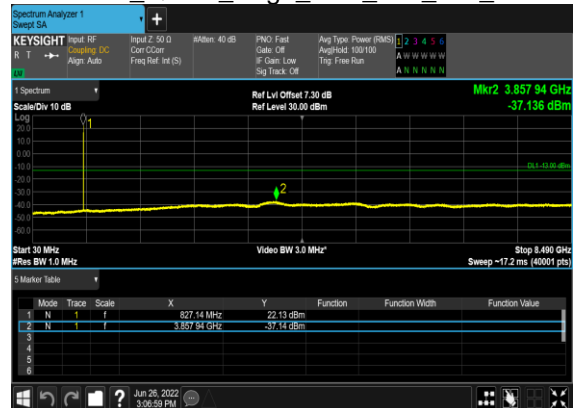 Spectrum Analyzer 1
Swept SA
+
KEYSIGHT
R T
LXI
Input: RF
Coupling: DC
Align: Auto
Input Z: 50 Ω
Corr CCorr
Freq Ref: Int (S)
#Atten: 40 dB
PNO: Fast
Gate: Off
IF Gain: Low
Sig Track: Off
Avg Type: Power (RMS)
Avg|Hold: 100/100
Trig: Free Run
1 2 3 4 5 6
A W W W W W
A N N N N N
1 Spectrum
Scale/Div 10 dB
Ref Lvl Offset 7.30 dB
Ref Level 30.00 dBm
Mkr2 3.857 94 GHz
-37.136 dBm
Log
20.0
10.0
0.00
-10.0
-20.0
-30.0
-40.0
-50.0
-60.0
1
2
DL1 -13.00 dBm
Start 30 MHz
#Res BW 1.0 MHz
Video BW 3.0 MHz*
Stop 8.490 GHz
Sweep ~17.2 ms (40001 pts)
5 Marker Table
Mode Trace Scale X Y Function Function Width Function Value
1 N 1 f 827.14 MHz 22.13 dBm
2 N 1 f 3.857 94 GHz -37.14 dBm
3
4
5
6
?
Jun 26, 2022
3:06:59 PM